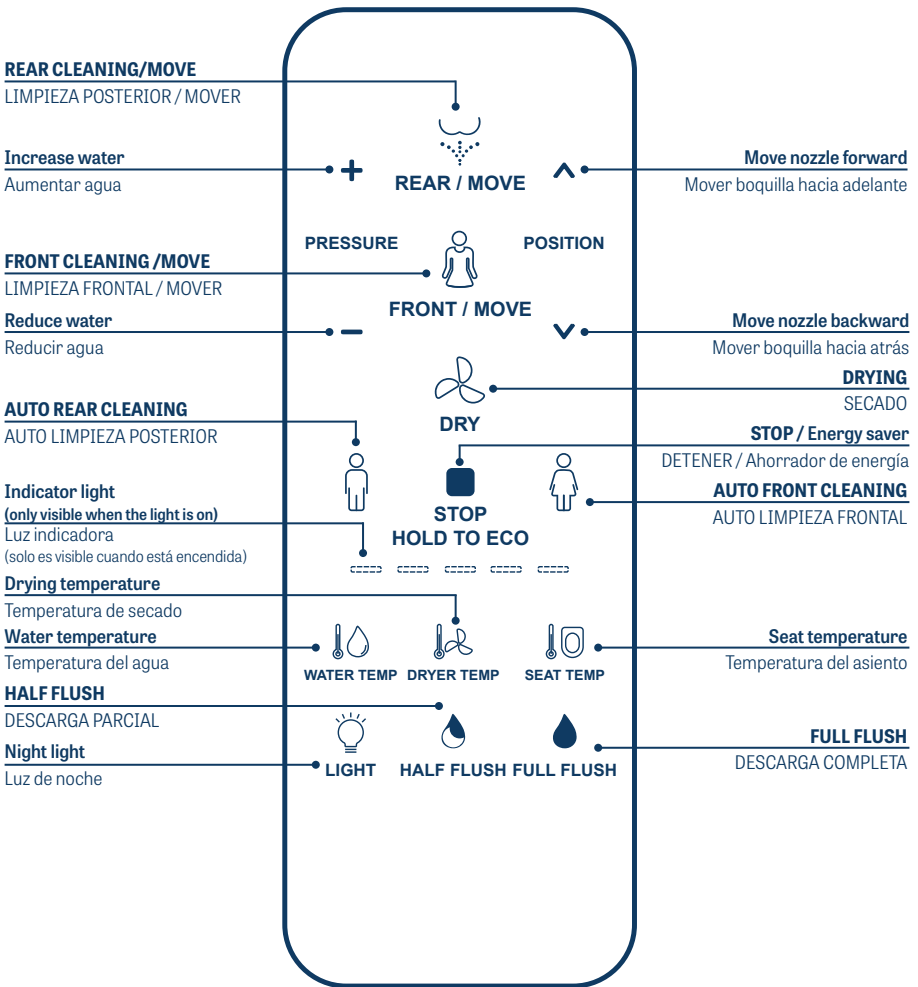 REAR CLEANING/MOVE
LIMPIEZA POSTERIOR / MOVER
Increase water
Aumentar agua
FRONT CLEANING /MOVE
LIMPIEZA FRONTAL / MOVER
Reduce water
Reducir agua
AUTO REAR CLEANING
AUTO LIMPIEZA POSTERIOR
Indicator light
(only visible when the light is on)
Luz indicadora
(solo es visible cuando está encendida)
Drying temperature
Temperatura de secado
Water temperature
Temperatura del agua
HALF FLUSH
DESCARGA PARCIAL
Night light
Luz de noche
REAR / MOVE
PRESSURE
POSITION
FRONT / MOVE
DRY
STOP
HOLD TO ECO
WATER TEMP
DRYER TEMP
SEAT TEMP
LIGHT
HALF FLUSH
FULL FLUSH
Move nozzle forward
Mover boquilla hacia adelante
Move nozzle backward
Mover boquilla hacia atrás
DRYING
SECADO
STOP / Energy saver
DETENER / Ahorrador de energía
AUTO FRONT CLEANING
AUTO LIMPIEZA FRONTAL
Seat temperature
Temperatura del asiento
FULL FLUSH
DESCARGA COMPLETA